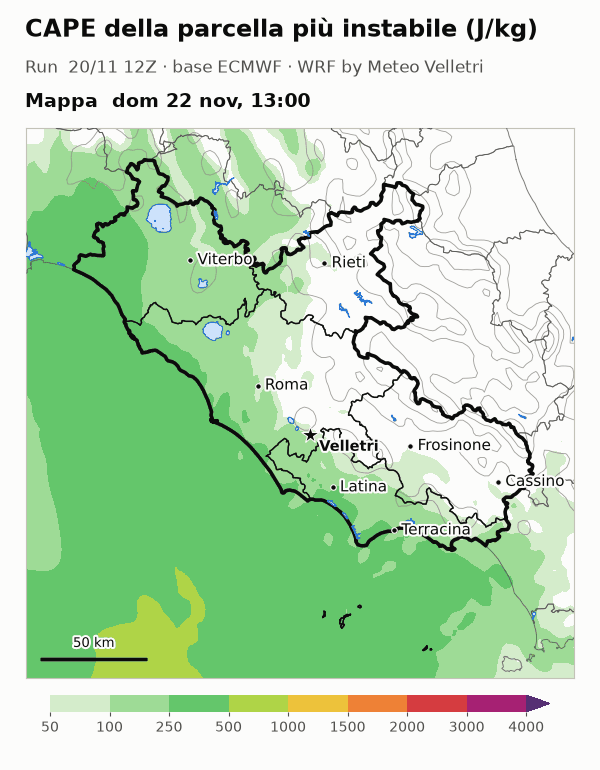 CAPE della parcella più instabile (J/kg)
Run  20/11 12Z · base ECMWF · WRF by Meteo Velletri
Mappa  dom 22 nov, 13:00
Viterbo
Rieti
Roma
Velletri
Frosinone
Cassino
Latina
Terracina
50 km
50 100 250 500 1000 1500 2000 3000 4000